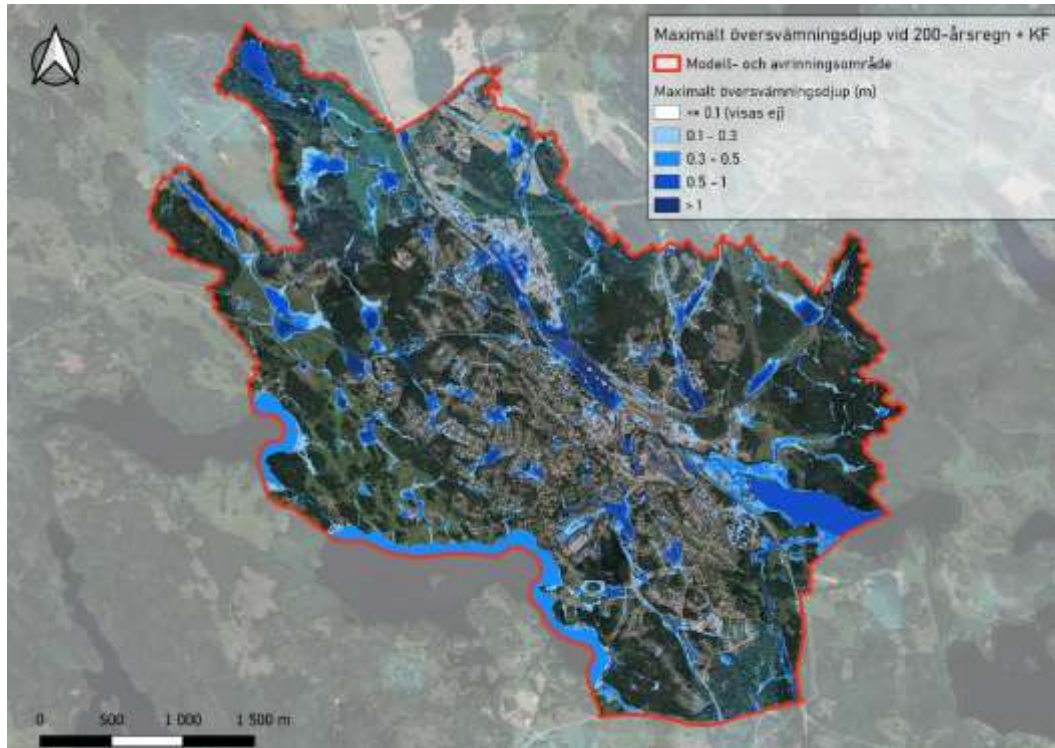 Maximalt översvämningsdjup vid 200-årsregn + KF
Modell- och avrinningsområde
Maximalt översvämningsdjup (m)
<= 0.1 (visas ej)
0.1 - 0.3
0.3 - 0.5
0.5 - 1
> 1
0 500 1 000 1 500 m